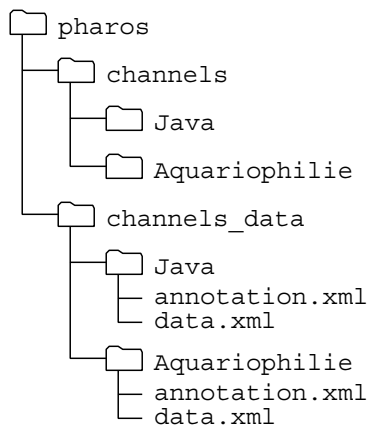 pharos
channels
Java
Aquariophilie
channels_data
Java
annotation.xml
data.xml
Aquariophilie
annotation.xml
data.xml